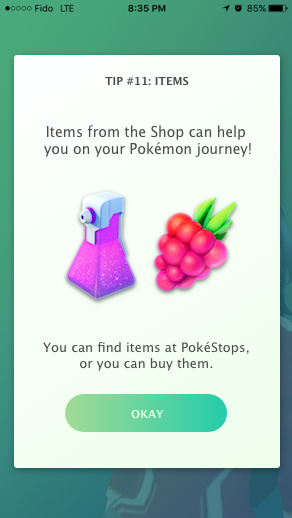 Fido LTE 8:35 PM 85%
TIP #11: ITEMS
Items from the Shop can help
you on your Pokémon journey!
You can find items at PokéStops,
or you can buy them.
OKAY